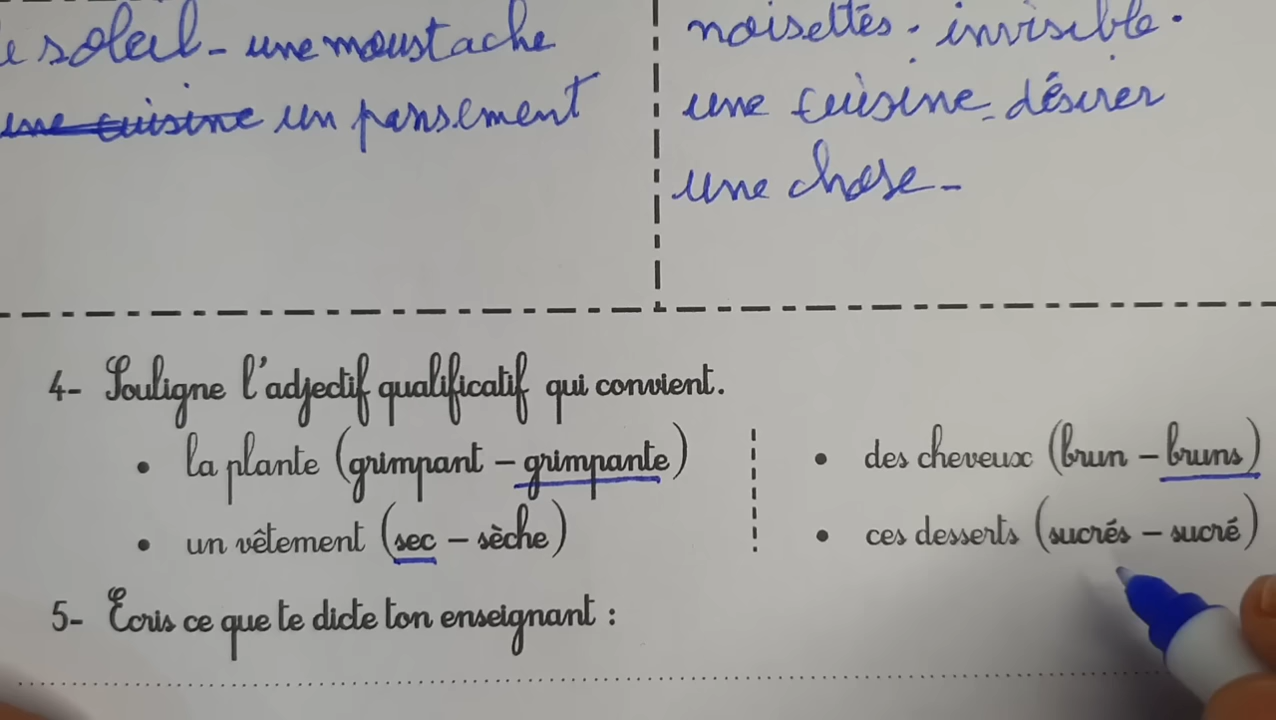 soleil - une moustache
une cuisine un pansement
noisettes. invisible.
une cuisine - désirer
une chose -
4- Souligne l'adjectif qualificatif qui convient.
• la plante (grimpant - grimpante)
• un vêtement (sec - sèche)
• des cheveux (brun - bruns)
• ces desserts (sucrés - sucré)
5- Ecris ce que te dicte ton enseignant :